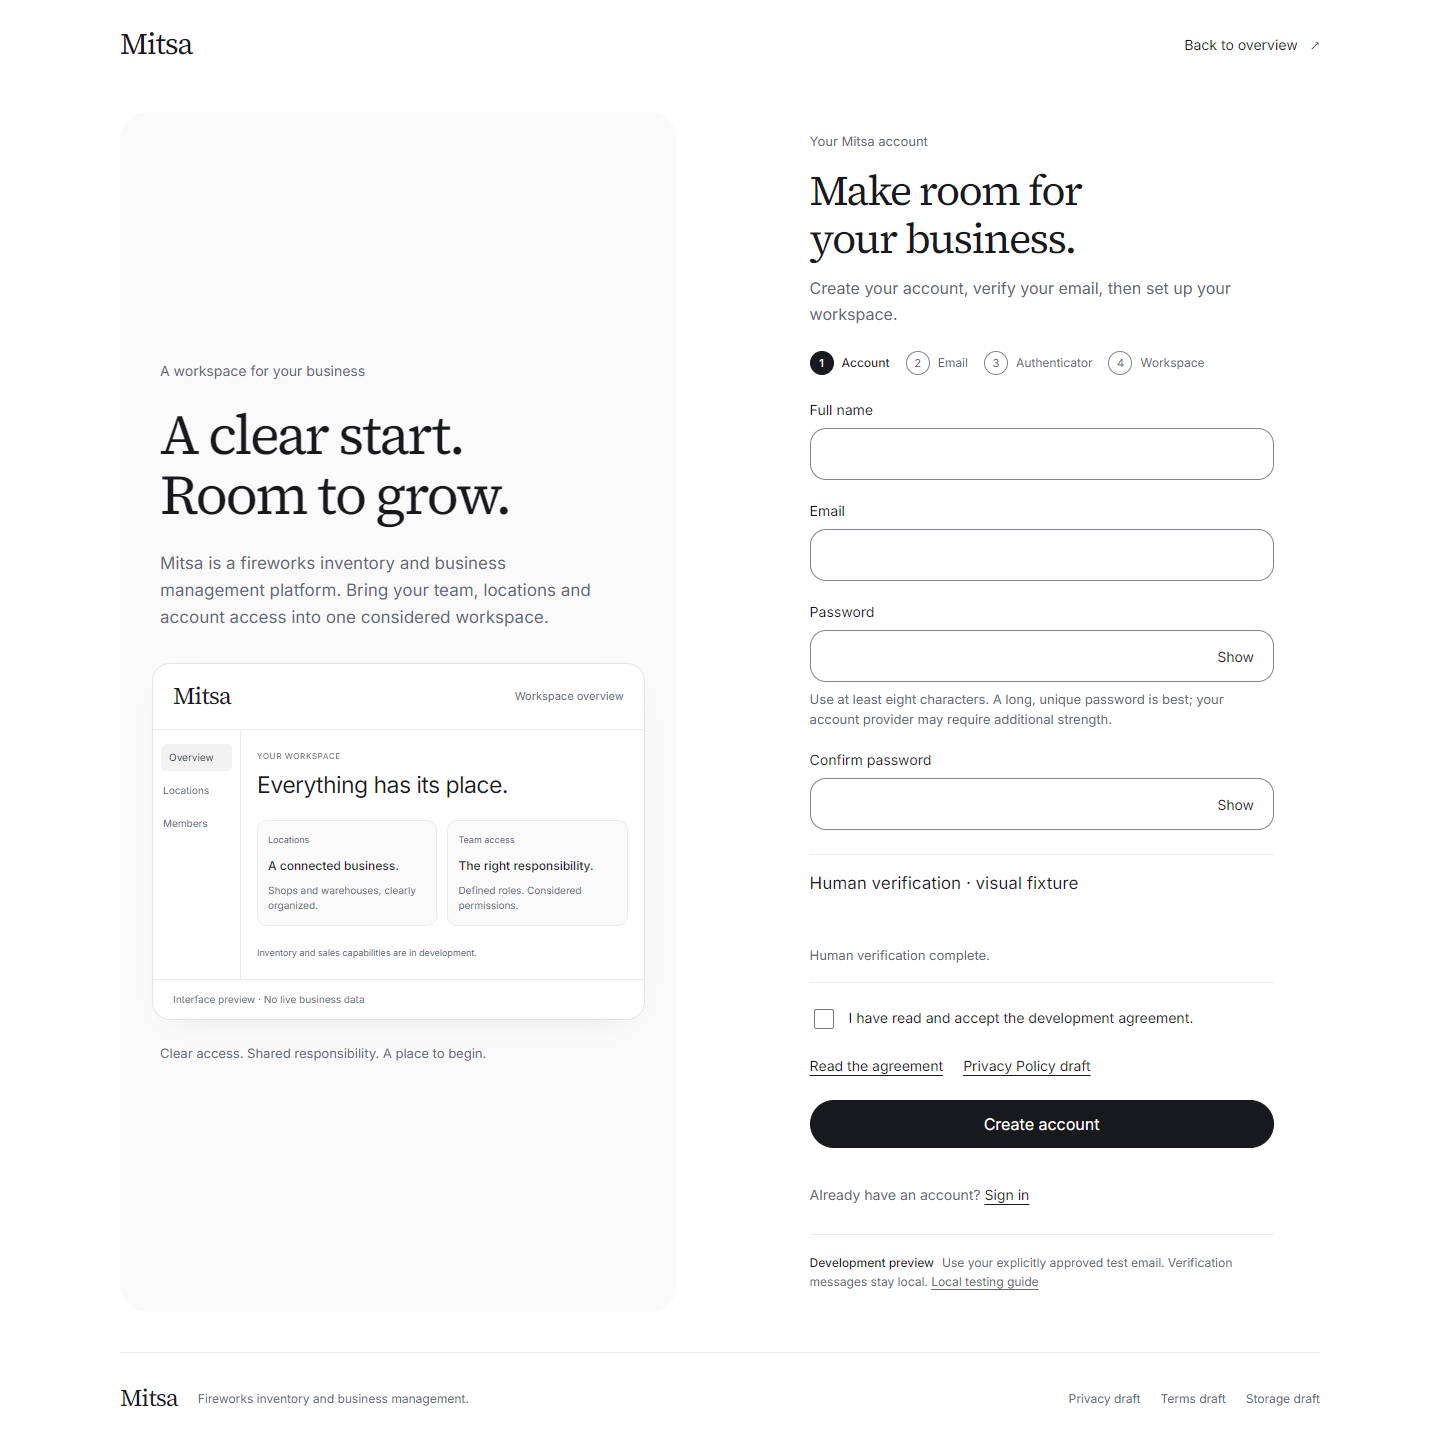 Mitsa
Back to overview ↗
A workspace for your business
A clear start.
Room to grow.
Mitsa is a fireworks inventory and business
management platform. Bring your team, locations and
account access into one considered workspace.
Mitsa
Workspace overview
Overview
Locations
Members
YOUR WORKSPACE
Everything has its place.
Locations
A connected business.
Shops and warehouses, clearly
organized.
Team access
The right responsibility.
Defined roles. Considered
permissions.
Inventory and sales capabilities are in development.
Interface preview · No live business data
Clear access. Shared responsibility. A place to begin.
Your Mitsa account
Make room for
your business.
Create your account, verify your email, then set up your
workspace.
1 Account 2 Email 3 Authenticator 4 Workspace
Full name
Email
Password
Show
Use at least eight characters. A long, unique password is best; your
account provider may require additional strength.
Confirm password
Show
Human verification · visual fixture
Human verification complete.
I have read and accept the development agreement.
Read the agreement Privacy Policy draft
Create account
Already have an account? Sign in
Development preview Use your explicitly approved test email. Verification
messages stay local. Local testing guide
Mitsa Fireworks inventory and business management.
Privacy draft Terms draft Storage draft